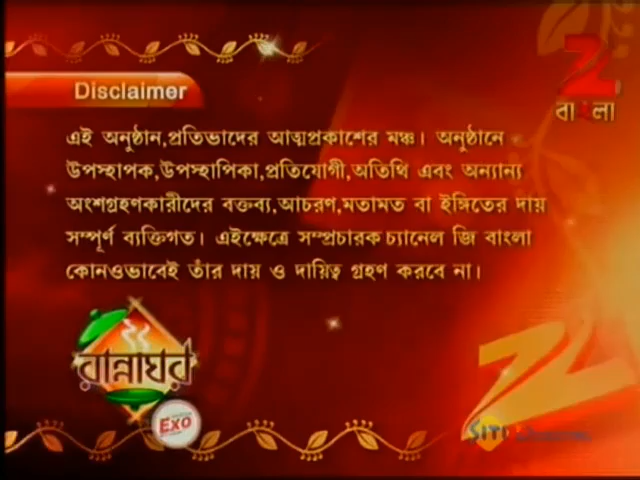 Disclaimer
বাংলা
এই অনুষ্ঠান,প্রতিভাদের আত্মপ্রকাশের মঞ্চ। অনুষ্ঠানে
উপস্থাপক,উপস্থাপিকা,প্রতিযোগী,অতিথি এবং অন্যান্য
অংশগ্রহণকারীদের বক্তব্য,আচরণ,মতামত বা ইঙ্গিতের দায়
সম্পূর্ণ ব্যক্তিগত। এইক্ষেত্রে সম্প্রচারক চ্যানেল জি বাংলা
কোনওভাবেই তাঁর দায় ও দায়িত্ব গ্রহণ করবে না।
রান্নাঘর
Exo
SITI